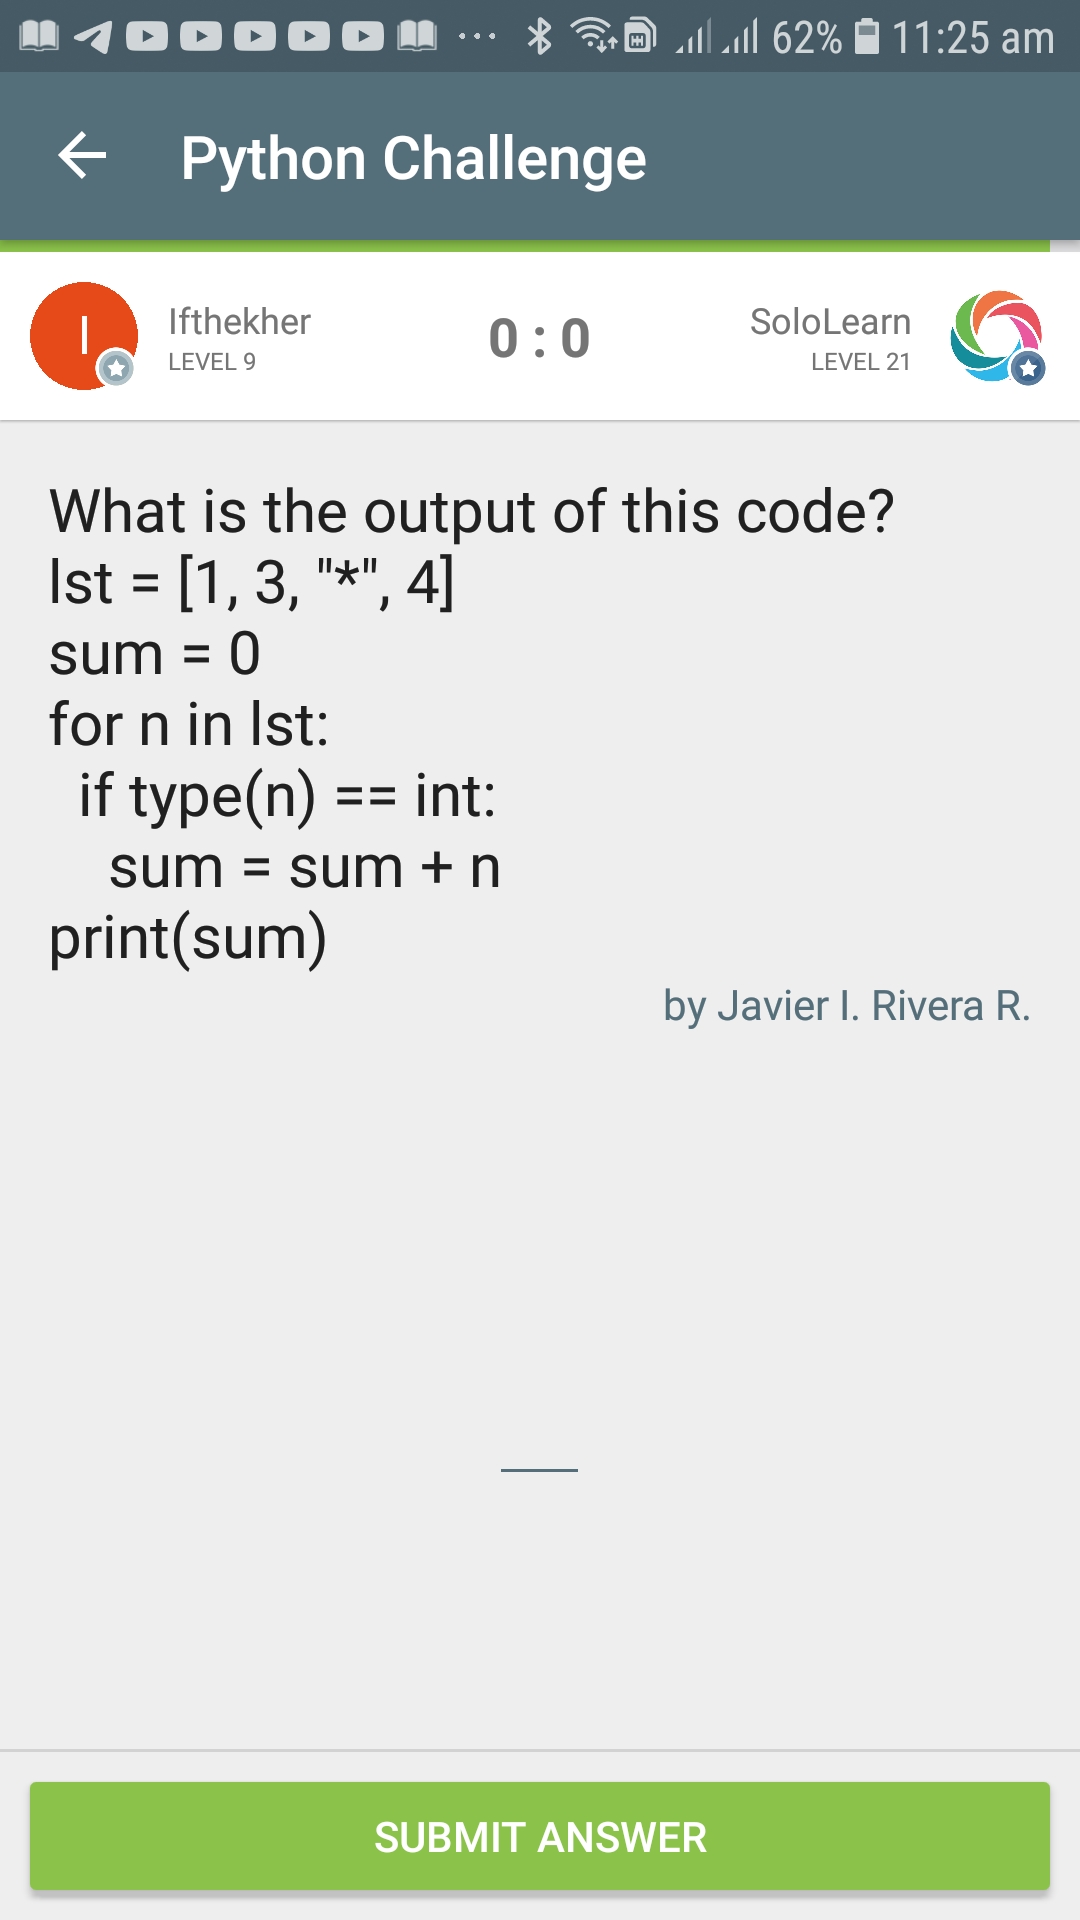 62% 11:25 am
Python Challenge
I
Ifthekher
LEVEL 9
0 : 0
SoloLearn
LEVEL 21
What is the output of this code?
lst = [1, 3, "*", 4]
sum = 0
for n in lst:
  if type(n) == int:
    sum = sum + n
print(sum)
by Javier I. Rivera R.
SUBMIT ANSWER